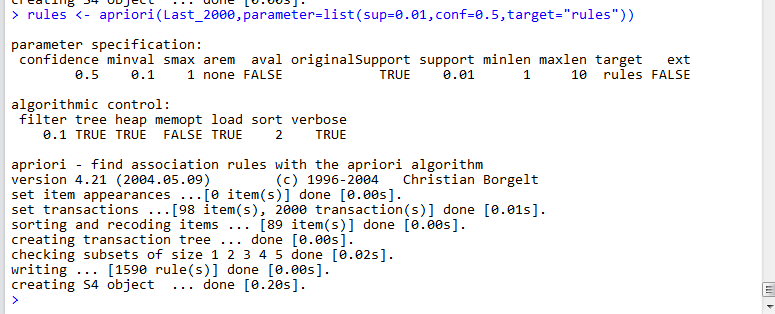 creating S4 object ... done [0.00s].
> rules <- apriori(Last_2000,parameter=list(sup=0.01,conf=0.5,target="rules"))
parameter specification:
confidence minval smax arem aval originalSupport support minlen maxlen target ext
0.5 0.1 1 none FALSE TRUE 0.01 1 10 rules FALSE
algorithmic control:
filter tree heap memopt load sort verbose
0.1 TRUE TRUE FALSE TRUE 2 TRUE
apriori - find association rules with the apriori algorithm
version 4.21 (2004.05.09) (c) 1996-2004 Christian Borgelt
set item appearances ...[0 item(s)] done [0.00s].
set transactions ...[98 item(s), 2000 transaction(s)] done [0.01s].
sorting and recoding items ... [89 item(s)] done [0.00s].
creating transaction tree ... done [0.00s].
checking subsets of size 1 2 3 4 5 done [0.02s].
writing ... [1590 rule(s)] done [0.00s].
creating S4 object ... done [0.20s].
>